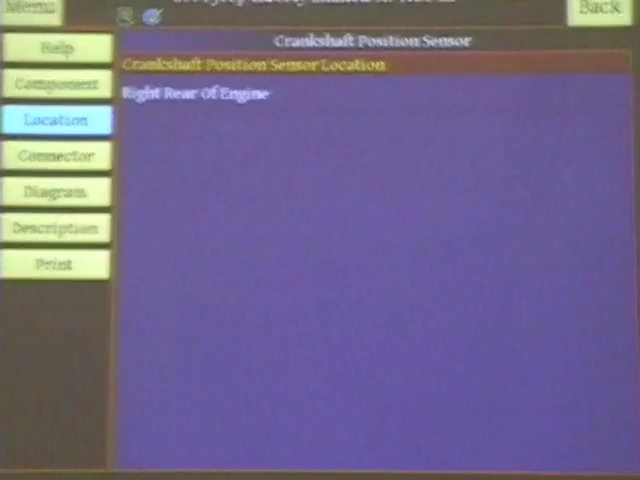 Menu
Back
Crankshaft Position Sensor
Help
Crankshaft Position Sensor Location
Component
Right Rear Of Engine
Location
Connector
Diagram
Description
Print